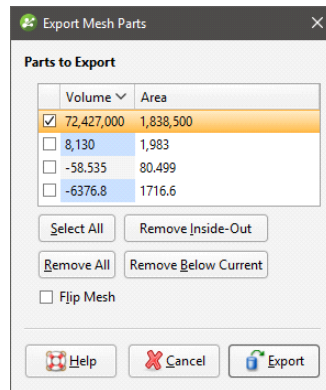 Export Mesh Parts
Parts to Export
Volume Area
72,427,000 1,838,500
8,130 1,983
-58.535 80.499
-6376.8 1716.6
Select All Remove Inside-Out
Remove All Remove Below Current
Flip Mesh
Help Cancel Export